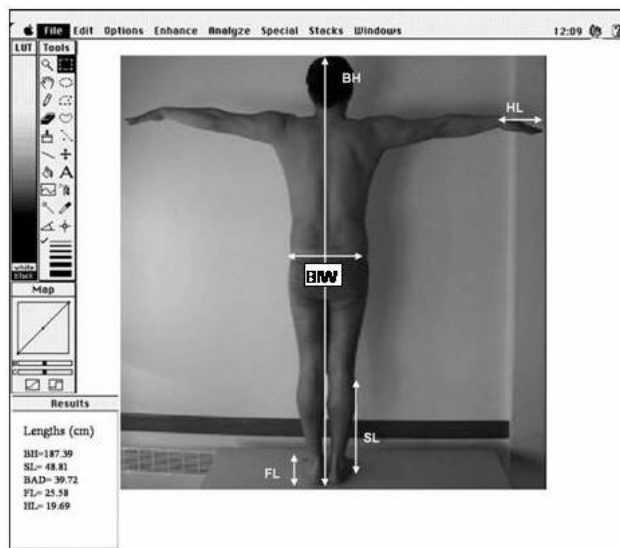 File Edit Options Enhance Analyze Special Stacks Windows 12:09
LUT Tools
BH
HL
A
BIW
white
black
Map
SL
FL
Results
Lengths (cm)
BH=187.39
SL= 48.81
BAD= 39.72
FL= 25.58
HL= 19.69